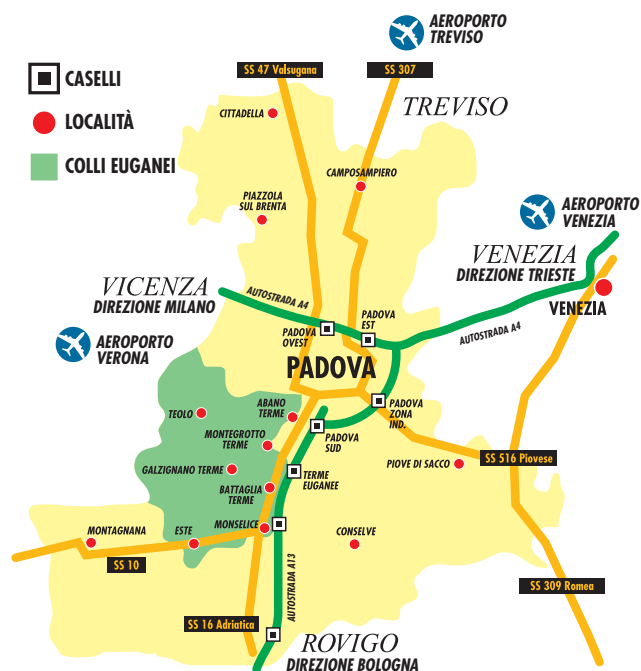 AEROPORTO
TREVISO
SS 47 Valsugana
SS 307
CASELLI
LOCALITÀ
COLLI EUGANEI
TREVISO
CITTADELLA
CAMPOSAMPIERO
PIAZZOLA
SUL BRENTA
AEROPORTO
VENEZIA
VENEZIA
DIREZIONE TRIESTE
VICENZA
DIREZIONE MILANO
AUTOSTRADA A4
VENEZIA
PADOVA
EST
PADOVA
OVEST
AUTOSTRADA A4
AEROPORTO
VERONA
PADOVA
ABANO
TERME
PADOVA
ZONA
IND.
TEOLO
MONTEGROTTO
TERME
PADOVA
SUD
SS 516 Piovese
GALZIGNANO TERME
PIOVE DI SACCO
TERME
EUGANEE
BATTAGLIA
TERME
MONSELICE
MONTAGNANA
ESTE
CONSELVE
SS 10
AUTOSTRADA A13
SS 309 Romea
SS 16 Adriatica
ROVIGO
DIREZIONE BOLOGNA